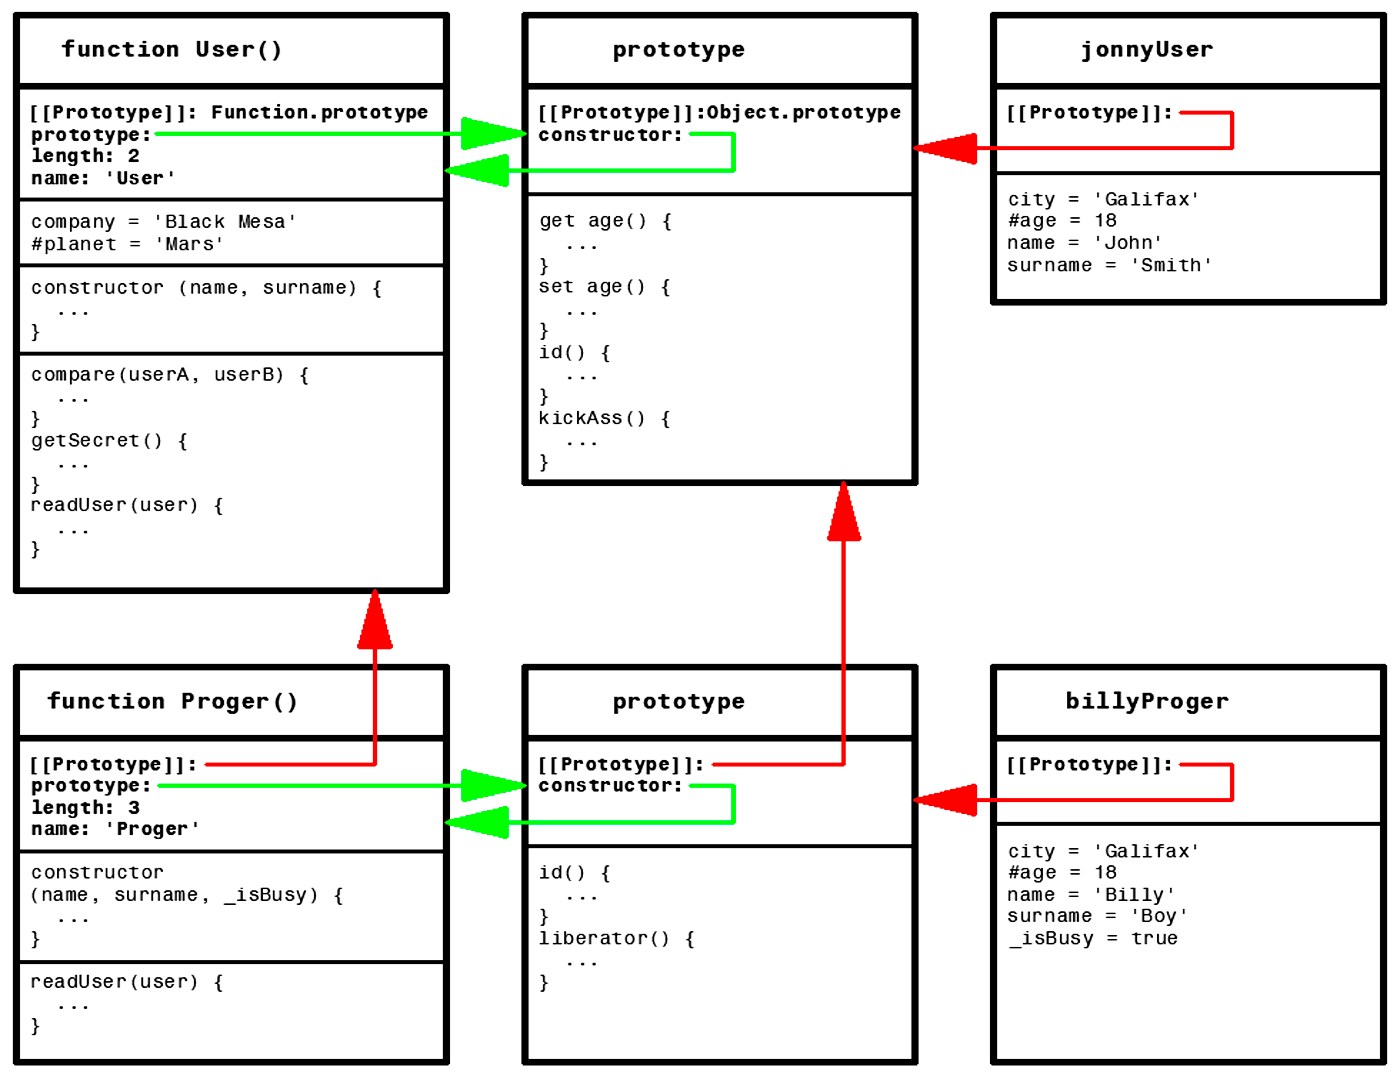 function User()
[[Prototype]]: Function.prototype
prototype:
length: 2
name: 'User'
company = 'Black Mesa'
#planet = 'Mars'
constructor (name, surname) {
...
}
compare(userA, userB) {
...
}
getSecret() {
...
}
readUser(user) {
...
}
prototype
[[Prototype]]:Object.prototype
constructor:
get age() {
...
}
set age() {
...
}
id() {
...
}
kickAss() {
...
}
jonnyUser
[[Prototype]]:
city = 'Galifax'
#age = 18
name = 'John'
surname = 'Smith'
function Proger()
[[Prototype]]:
prototype:
length: 3
name: 'Proger'
constructor
(name, surname, _isBusy) {
...
}
readUser(user) {
...
}
prototype
[[Prototype]]:
constructor:
id() {
...
}
liberator() {
...
}
billyProger
[[Prototype]]:
city = 'Galifax'
#age = 18
name = 'Billy'
surname = 'Boy'
_isBusy = true